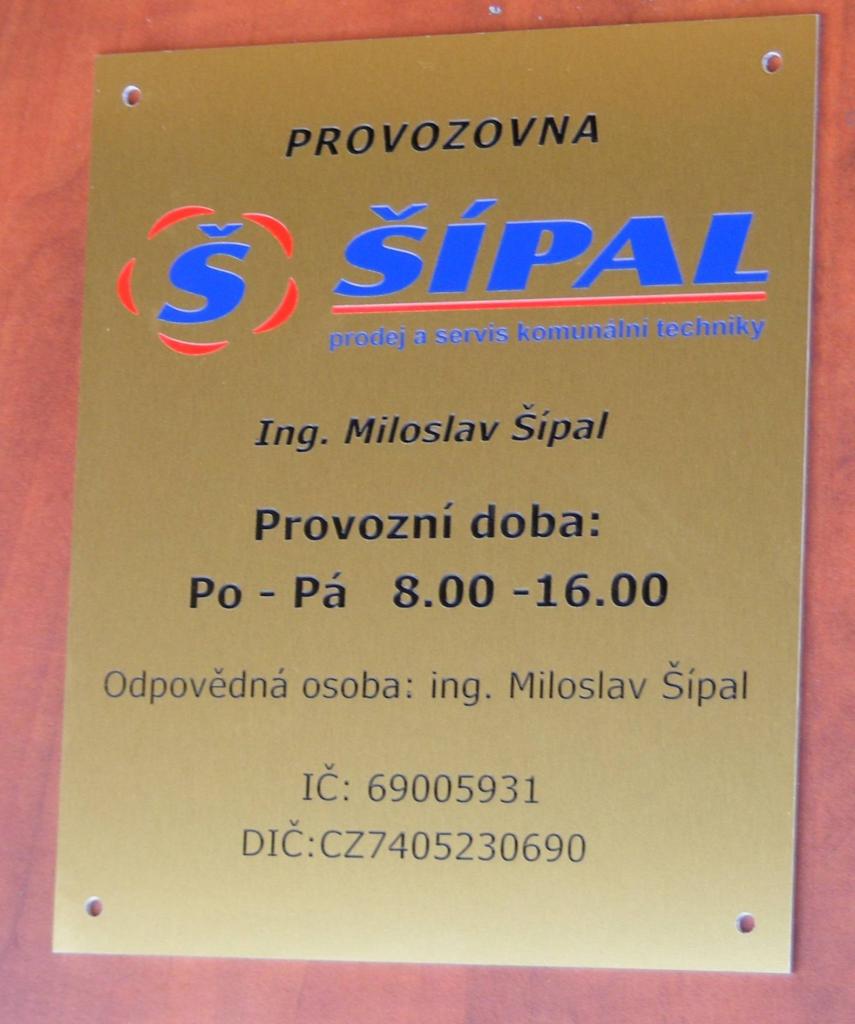 PROVOZOVNA
Š ŠÍPAL
prodej a servis komunální techniky
Ing. Miloslav Šípal
Provozní doba:
Po - Pá 8.00 -16.00
Odpovědná osoba: ing. Miloslav Šípal
IČ: 69005931
DIČ:CZ7405230690